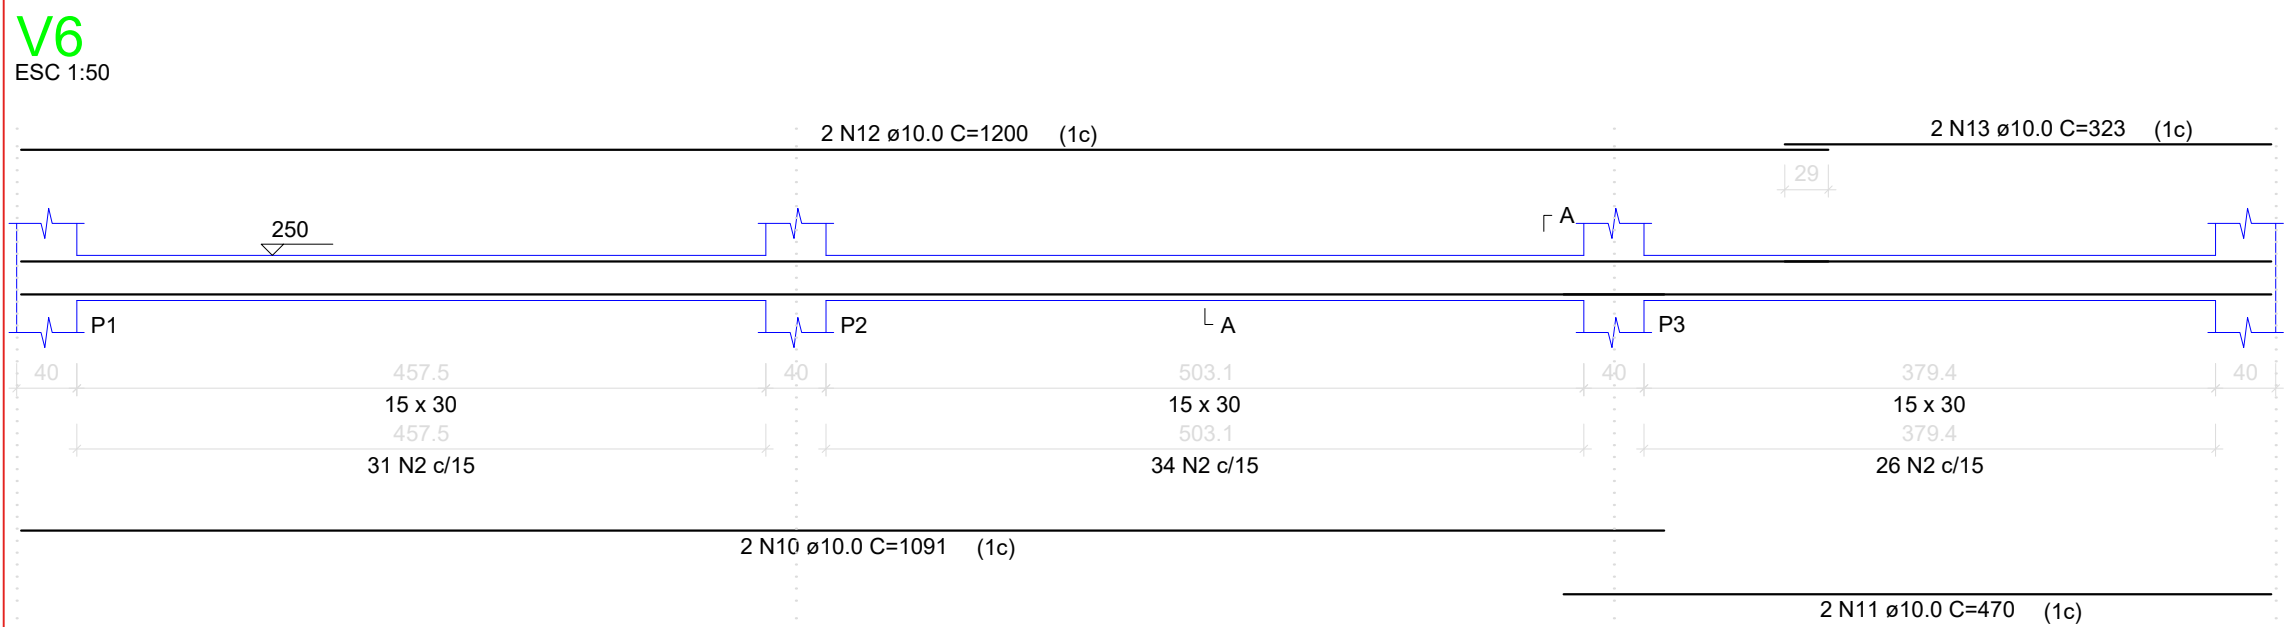 V6
ESC 1:50
2 N12 ø10.0 C=1200 (1c)
2 N13 ø10.0 C=323 (1c)
29
250
A
P1
P2
A
P3
40
457.5
40
503.1
40
379.4
40
15 x 30
15 x 30
15 x 30
457.5
503.1
379.4
31 N2 c/15
34 N2 c/15
26 N2 c/15
2 N10 ø10.0 C=1091 (1c)
2 N11 ø10.0 C=470 (1c)